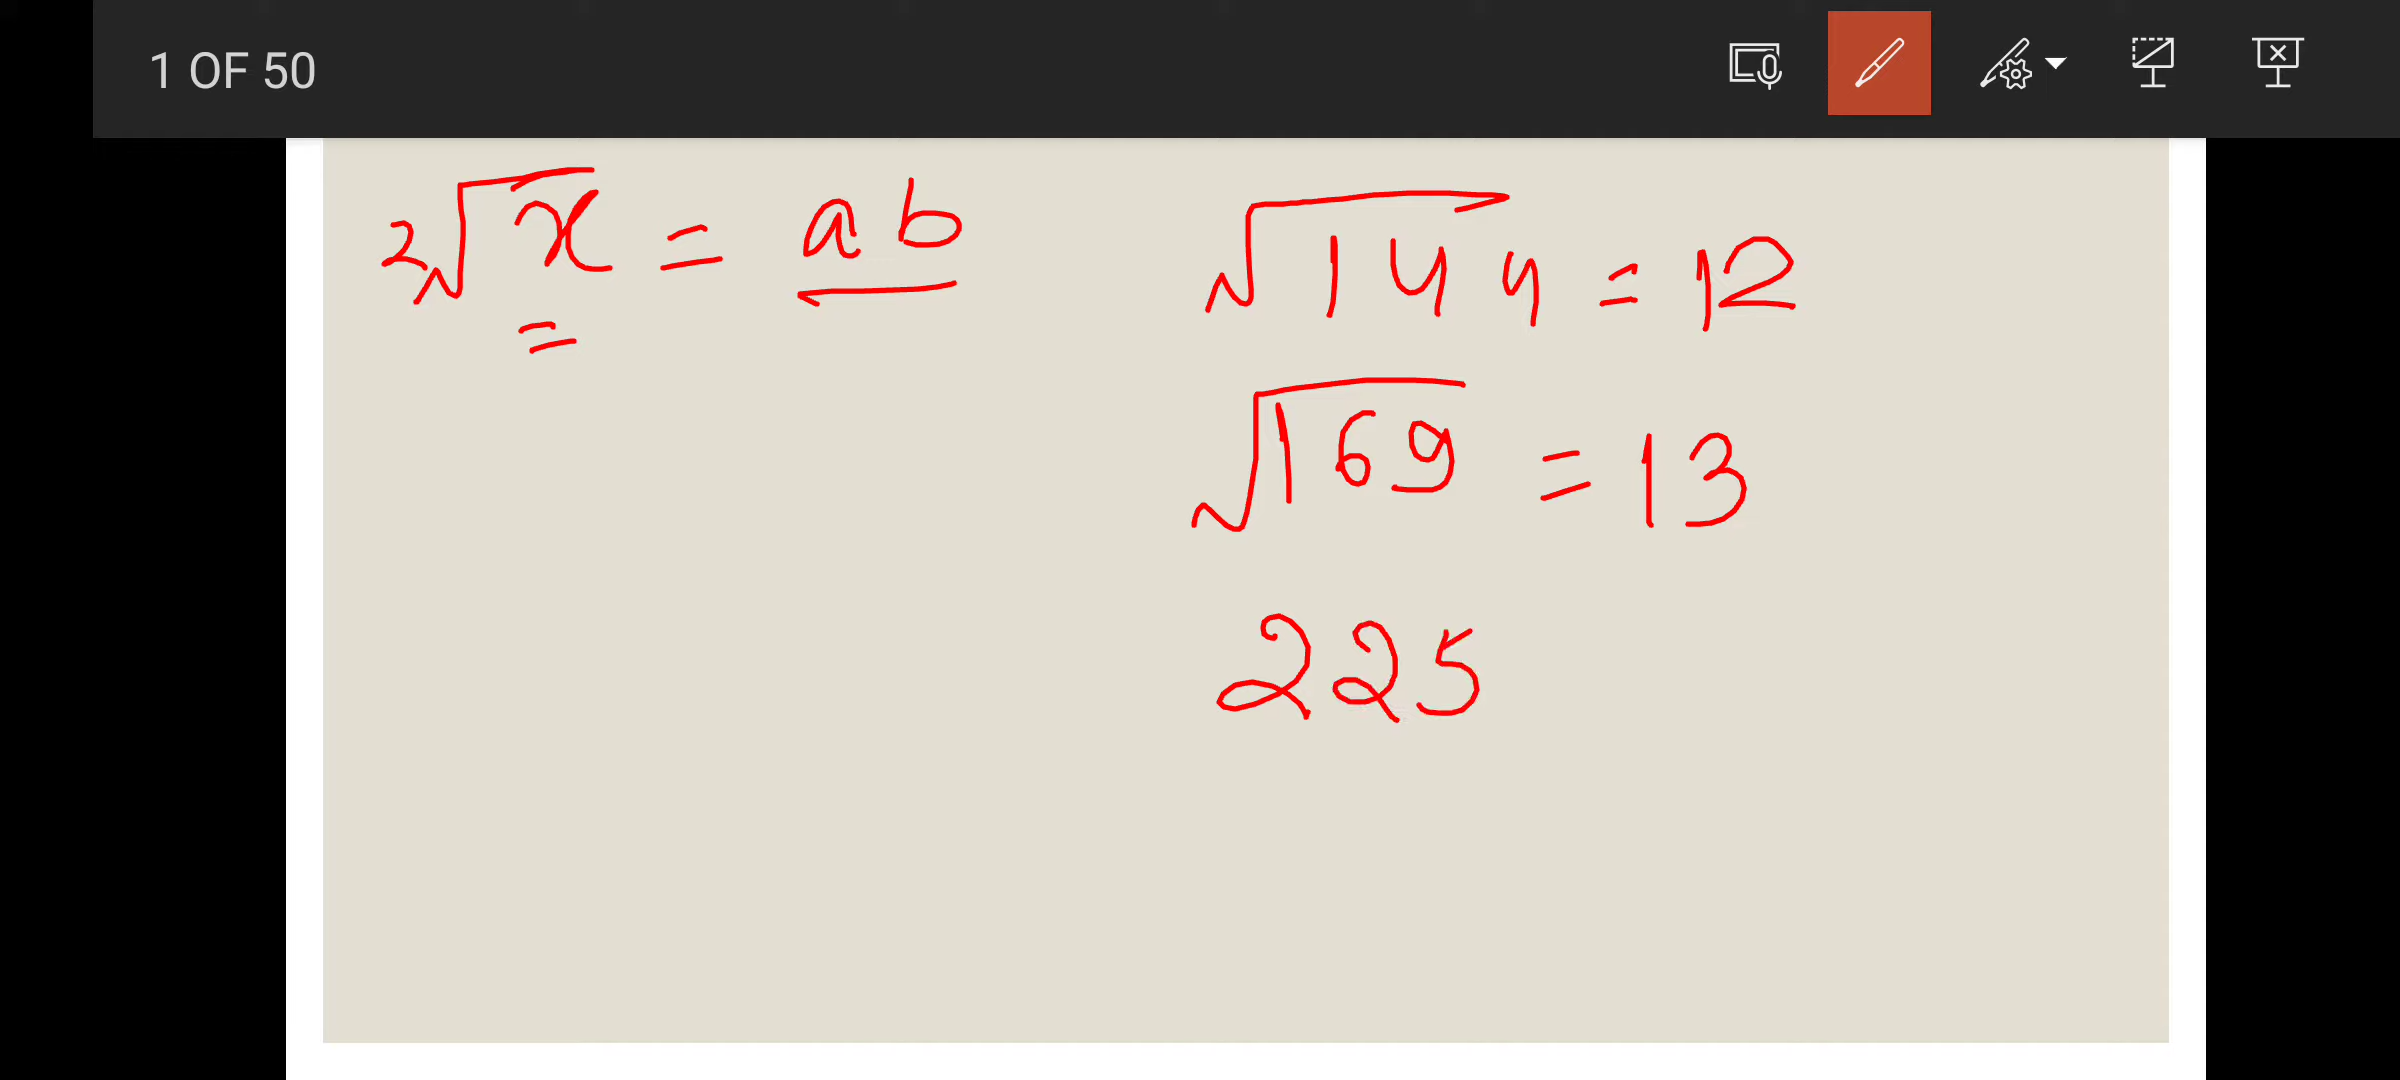 1 OF 50
²√x = ab
√144 = 12
√169 = 13
225